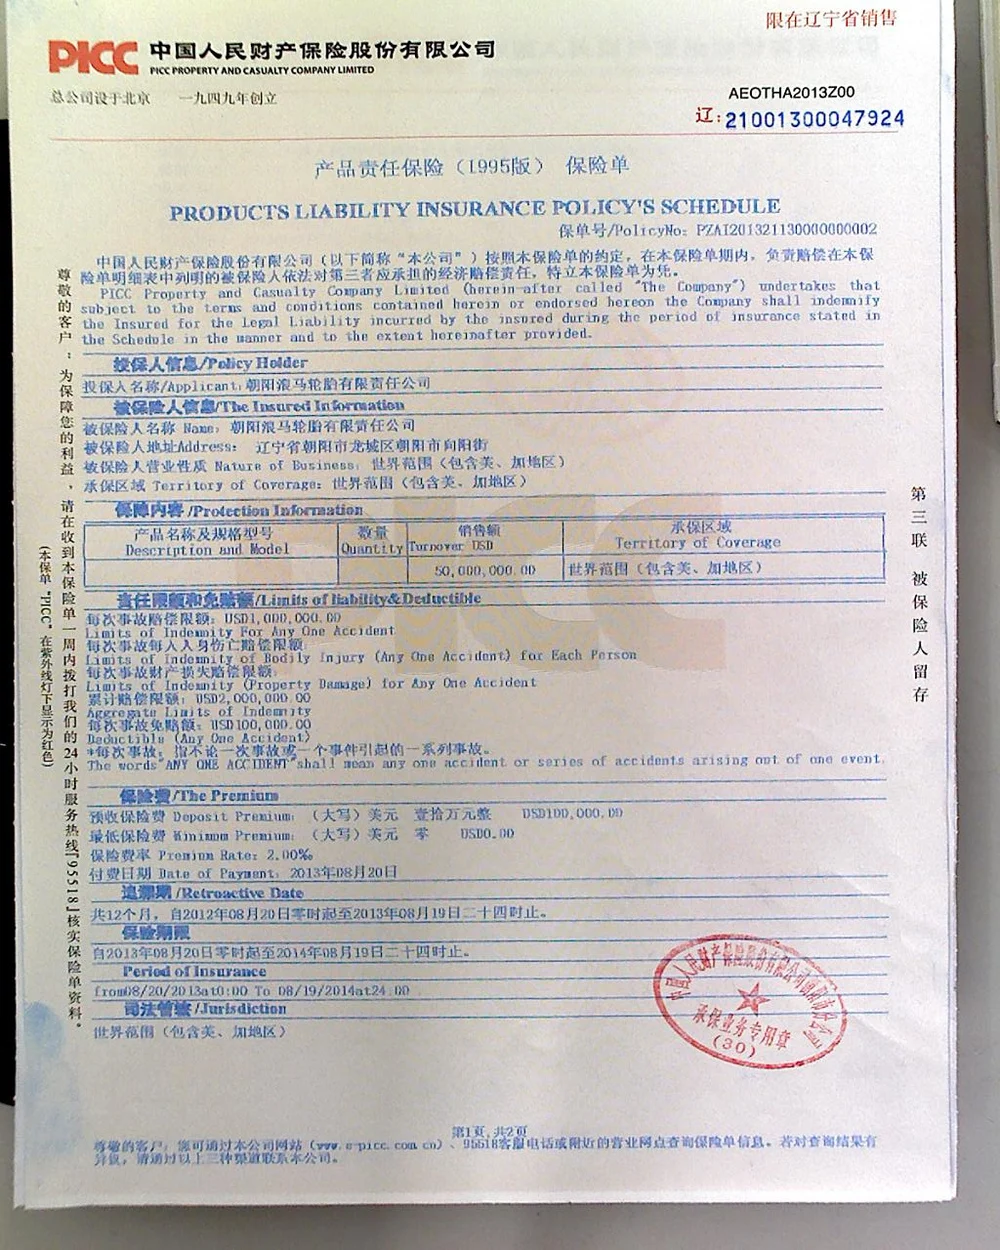 限在辽宁省销售
PICC 中国人民财产保险股份有限公司
PICC PROPERTY AND CASUALTY COMPANY LIMITED
总公司设于北京 一九四九年创立
AEOTHA2013Z00
辽:21001300047924
产品责任保险（1995版） 保险单
PRODUCTS LIABILITY INSURANCE POLICY'S SCHEDULE
保单号/PolicyNo: PZAI201321130000000002
中国人民财产保险股份有限公司（以下简称“本公司”）按照本保险单的约定，在本保险单期内，负责赔偿在本保
险单明细表中列明的被保险人依法对第三者应承担的经济赔偿责任，特立本保险单为凭。
PICC Property and Casualty Company Limited (herein-after called "The Company") undertakes that
subject to the terms and conditions contained herein or endorsed hereon the Company shall indemnify
the Insured for the Legal Liability incurred by the insured during the period of insurance stated in
the Schedule in the manner and to the extent hereinafter provided.
投保人信息/Policy Holder
投保人名称/Applicant:朝阳浪马轮胎有限责任公司
被保险人信息/The Insured Information
被保险人名称 Name: 朝阳浪马轮胎有限责任公司
被保险人地址Address: 辽宁省朝阳市龙城区朝阳市向阳街
被保险人营业性质 Nature of Business: 世界范围（包含美、加地区）
承保区域 Territory of Coverage: 世界范围（包含美、加地区）
保障内容/Protection Information
产品名称及规格型号 数量 销售额 承保区域
Description and Model Quantity Turnover USD Territory of Coverage
50,000,000.00 世界范围（包含美、加地区）
责任限额和免赔额/Limits of liability&Deductible
每次事故赔偿限额: USD1,000,000.00
Limits of Indemnity For Any One Accident
每次事故每人人身伤亡赔偿限额:
Limits of Indemnity of Bodily Injury (Any One Accident) for Each Person
每次事故财产损失赔偿限额:
Limits of Indemnity (Property Damage) for Any One Accident
累计赔偿限额: USD2,000,000.00
Aggregate Limits of Indemnity
每次事故免赔额: USD100,000.00
Deductible (Any One Accident)
*每次事故: 指不论一次事故或一个事件引起的一系列事故。
The words"ANY ONE ACCIDENT"shall mean any one accident or series of accidents arising out of one event.
保险费/The Premium
预收保险费 Deposit Premium: （大写）美元 壹拾万元整 USD100,000.00
最低保险费 Minimum Premium: （大写）美元 零 USD0.00
保险费率 Premium Rate: 2.00‰
付费日期 Date of Payment: 2013年08月20日
追溯期/Retroactive Date
共12个月，自2012年08月20日零时起至2013年08月19日二十四时止。
保险期限
自2013年08月20日零时起至2014年08月19日二十四时止。
Period of Insurance
from08/20/2013at0:00 To 08/19/2014at24:00
司法管辖/Jurisdiction
世界范围（包含美、加地区）
承保业务专用章
(30)
第1页,共2页
尊敬的客户: 您可通过本公司网站（www.e-picc.com.cn）、95518客服电话或附近的营业网点查询保险单信息。若对查询结果有
异议，请通过以上三种渠道联系本公司。
尊敬的客户：为保障您的利益，请在收到本保险单一周内拨打我们的24小时服务热线「95518」核实保险单资料。
(本保单“PICC”在紫外线灯下显示为红色)
第三联 被保险人留存